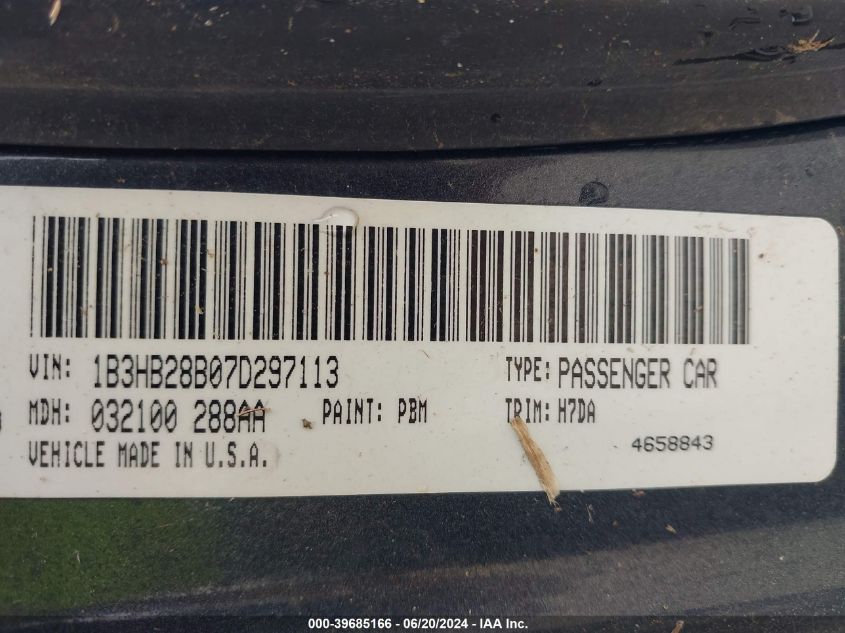 VIN: 1B3HB28B07D297113 TYPE: PASSENGER CAR
MDH: 032100 288AA PAINT: PBM TRIM: H7DA
VEHICLE MADE IN U.S.A. 4658843
000-39685166 - 06/20/2024 - IAA Inc.